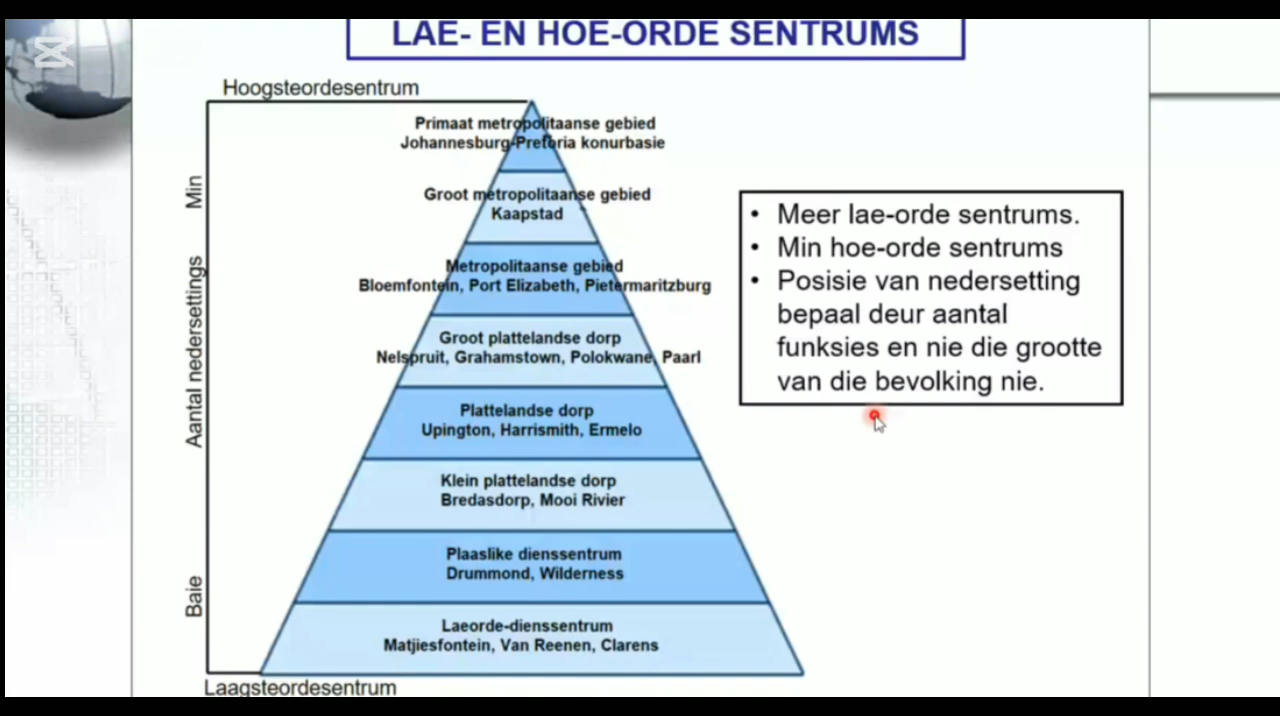 LAE- EN HOE-ORDE SENTRUMS
Hoogsteordesentrum
Primaat metropolitaanse gebied
Johannesburg-Pretoria konurbasie
Groot metropolitaanse gebied
Kaapstad
Metropolitaanse gebied
Bloemfontein, Port Elizabeth, Pietermaritzburg
Groot plattelandse dorp
Nelspruit, Grahamstown, Polokwane, Paarl
Plattelandse dorp
Upington, Harrismith, Ermelo
Klein plattelandse dorp
Bredasdorp, Mooi Rivier
Plaaslike dienssentrum
Drummond, Wilderness
Laeorde-dienssentrum
Matjiesfontein, Van Reenen, Clarens
Laagsteordesentrum
Min
Aantal nedersettings
Baie
• Meer lae-orde sentrums.
• Min hoe-orde sentrums
• Posisie van nedersetting
bepaal deur aantal
funksies en nie die grootte
van die bevolking nie.